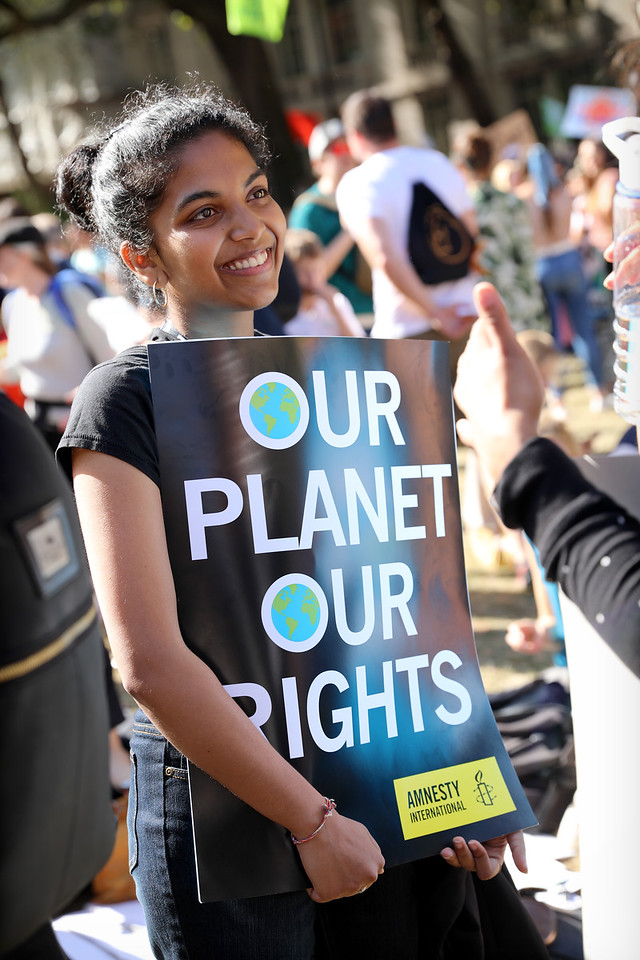 OUR
PLANET
OUR
RIGHTS
AMNESTY
INTERNATIONAL